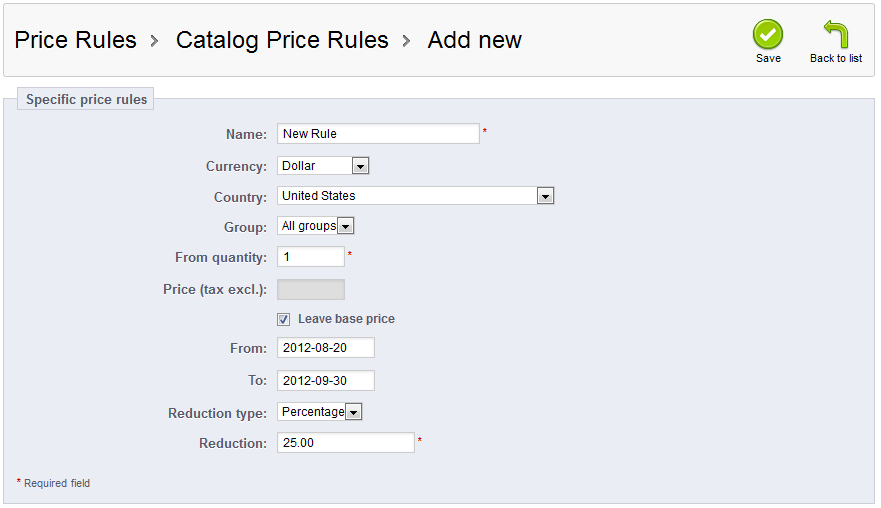 Price Rules > Catalog Price Rules > Add new
Save
Back to list
Specific price rules
Name: New Rule *
Currency: Dollar
Country: United States
Group: All groups
From quantity: 1 *
Price (tax excl.):
Leave base price
From: 2012-08-20
To: 2012-09-30
Reduction type: Percentage
Reduction: 25.00 *
* Required field